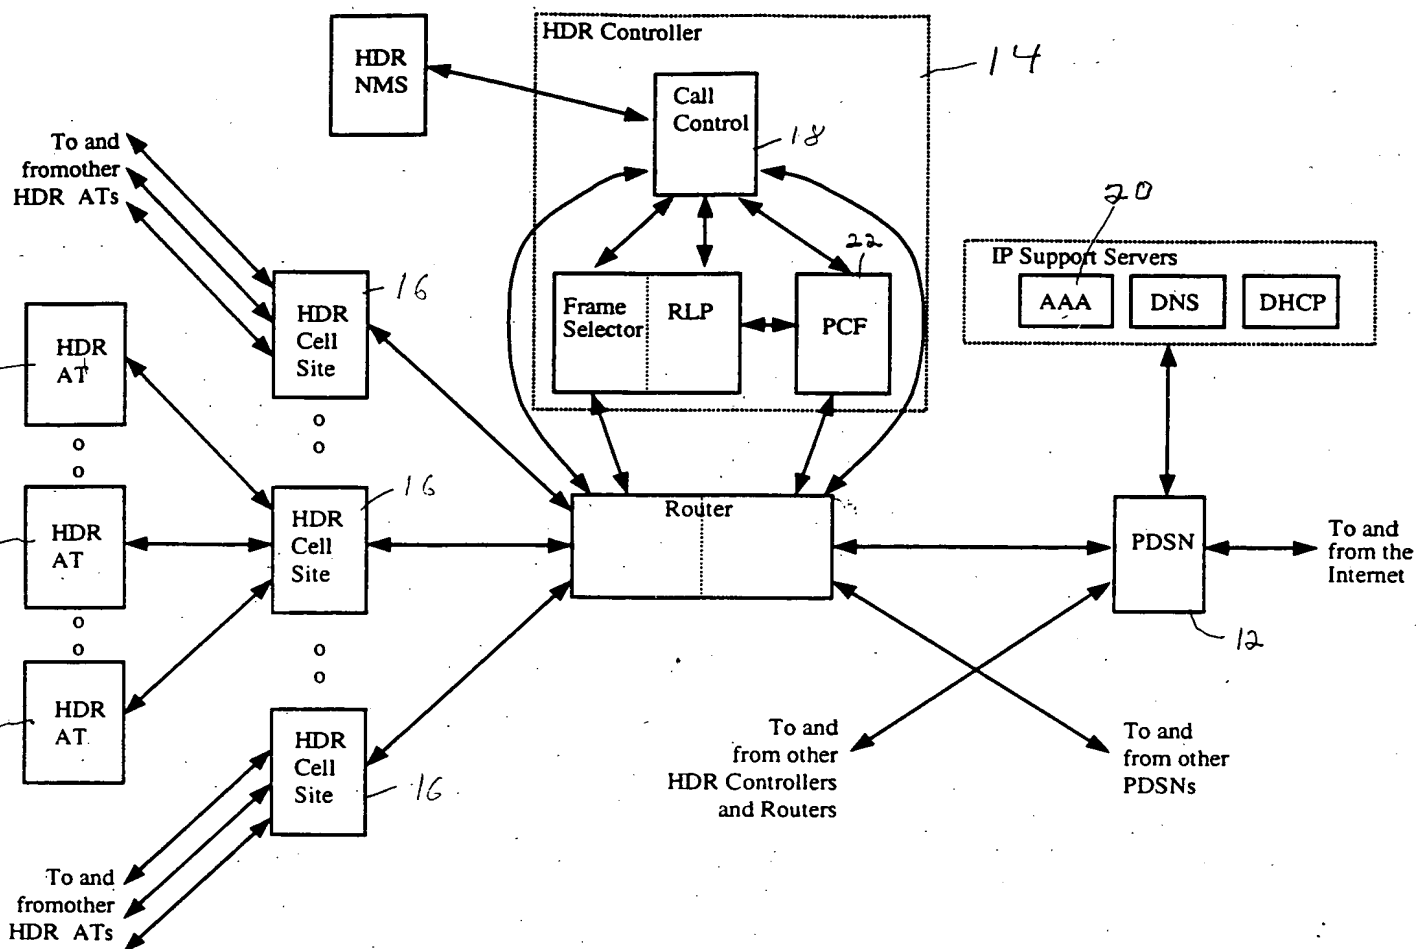 HDR
NMS
HDR Controller
14
Call
Control
18
To and
fromother
HDR ATs
20
22
IP Support Servers
AAA
DNS
DHCP
Frame
Selector
RLP
PCF
HDR
Cell
Site
16
HDR
AT
o
o
o
o
HDR
AT
HDR
Cell
Site
16
Router
PDSN
To and
from the
Internet
12
o
o
o
o
HDR
AT
HDR
Cell
Site
16
To and
from other
HDR Controllers
and Routers
To and
from other
PDSNs
To and
fromother
HDR ATs